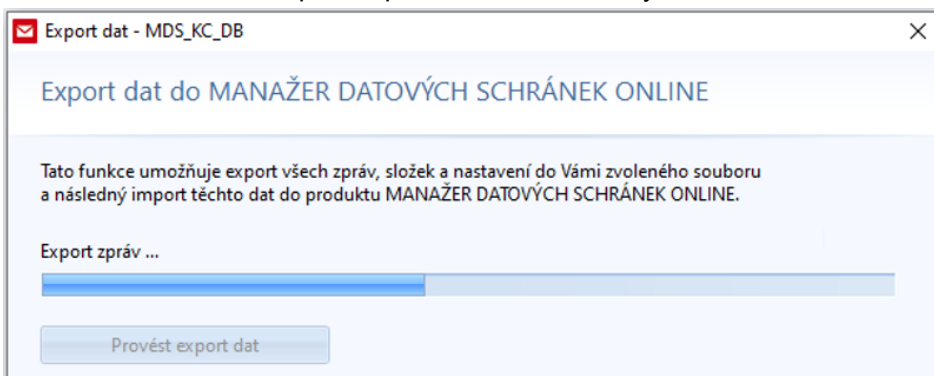 Export dat - MDS_KC_DB
Export dat do MANAŽER DATOVÝCH SCHRÁNEK ONLINE
Tato funkce umožňuje export všech zpráv, složek a nastavení do Vámi zvoleného souboru
a následný import těchto dat do produktu MANAŽER DATOVÝCH SCHRÁNEK ONLINE.
Export zpráv ...
Provést export dat